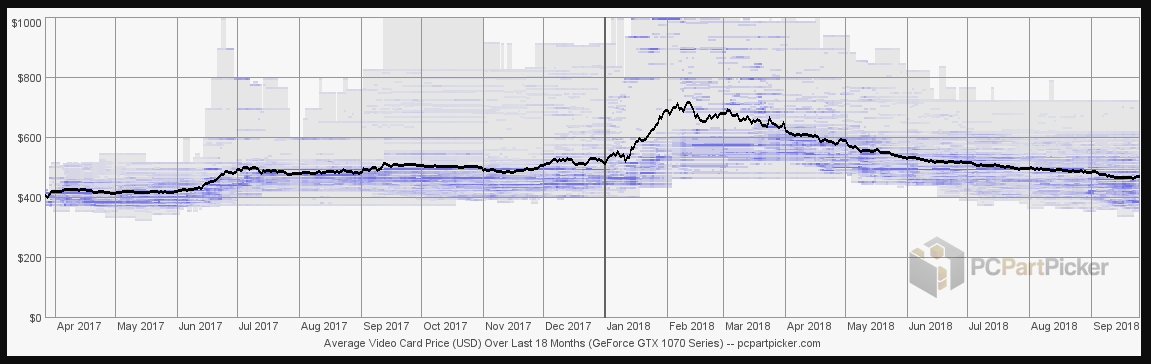 $1000
$800
$600
$400
$200
$0
Apr 2017 May 2017 Jun 2017 Jul 2017 Aug 2017 Sep 2017 Oct 2017 Nov 2017 Dec 2017 Jan 2018 Feb 2018 Mar 2018 Apr 2018 May 2018 Jun 2018 Jul 2018 Aug 2018 Sep 2018
PCPartPicker
Average Video Card Price (USD) Over Last 18 Months (GeForce GTX 1070 Series) -- pcpartpicker.com